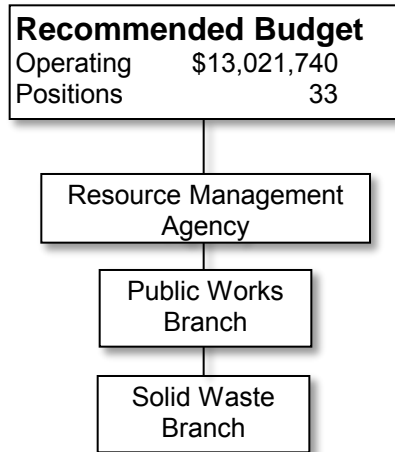 Recommended Budget
Operating $13,021,740
Positions 33
Resource Management
Agency
Public Works
Branch
Solid Waste
Branch